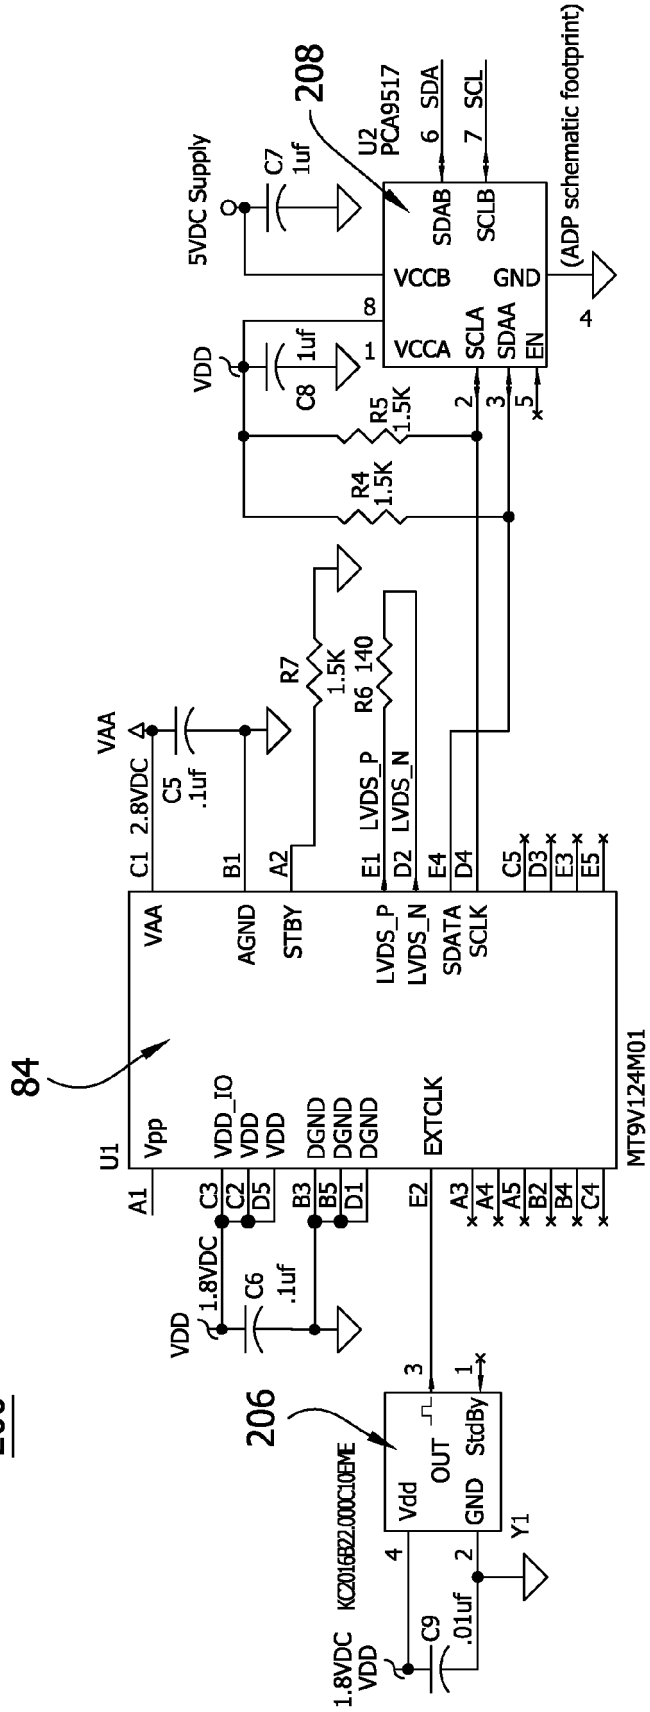 84
208
206
U1
MT9V124M01
A1
Vpp
VDD
1.8VDC
C6
.1uf
C3
VDD_IO
C2
VDD
D5
VDD
B3
DGND
B5
DGND
D1
DGND
E2
EXTCLK
A3
A4
A5
B2
B4
C4
VAA
C1
2.8VDC
VAA
C5
.1uf
AGND
B1
STBY
A2
R7
1.5K
LVDS_P
E1
LVDS_P
R6 140
LVDS_N
D2
LVDS_N
SDATA
E4
SCLK
D4
C5
D3
E3
E5
1.8VDC
VDD
C9
.01uf
KC2016B22.000C10EME
4
Vdd
OUT
3
2
GND
StdBy
1
Y1
VDD
C8
1uf
R4
1.5K
R5
1.5K
5VDC Supply
C7
1uf
U2
PCA9517
1
8
VCCA
VCCB
2
SCLA
3
SDAA
5
EN
SDAB
6 SDA
SCLB
7 SCL
GND
4
(ADP schematic footprint)